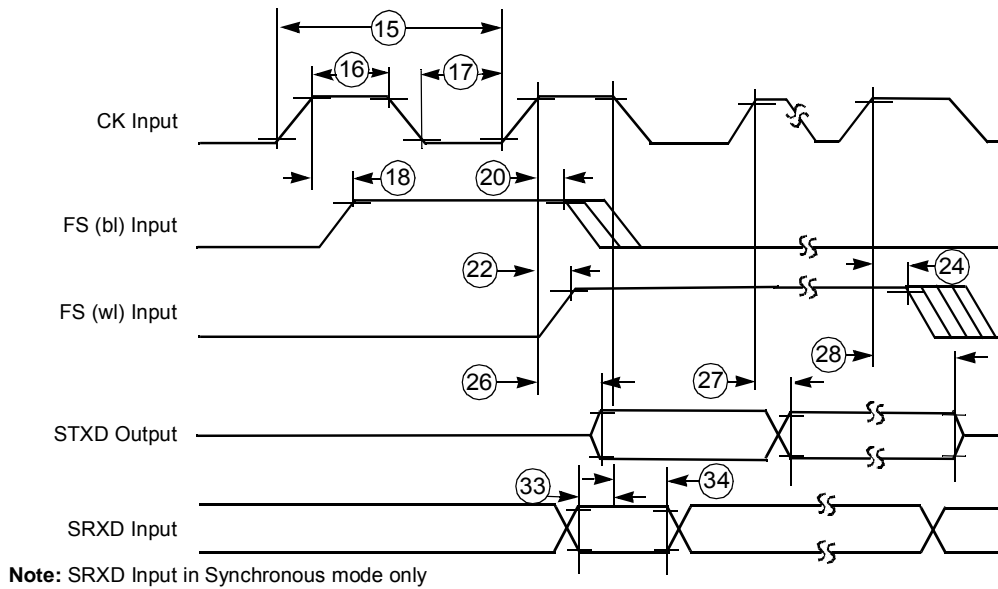 15
16
17
CK Input
18
20
FS (bl) Input
22
24
FS (wl) Input
26
27
28
STXD Output
33
34
SRXD Input
Note: SRXD Input in Synchronous mode only